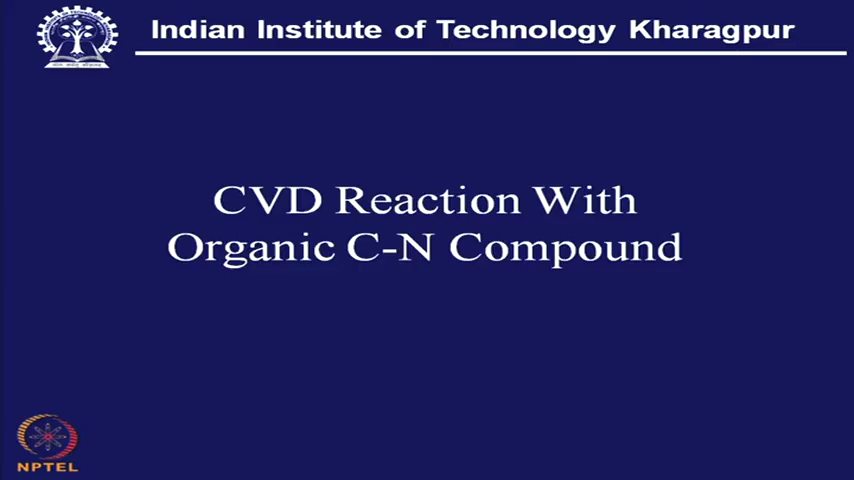 Indian Institute of Technology Kharagpur
CVD Reaction With
Organic C-N Compound
NPTEL